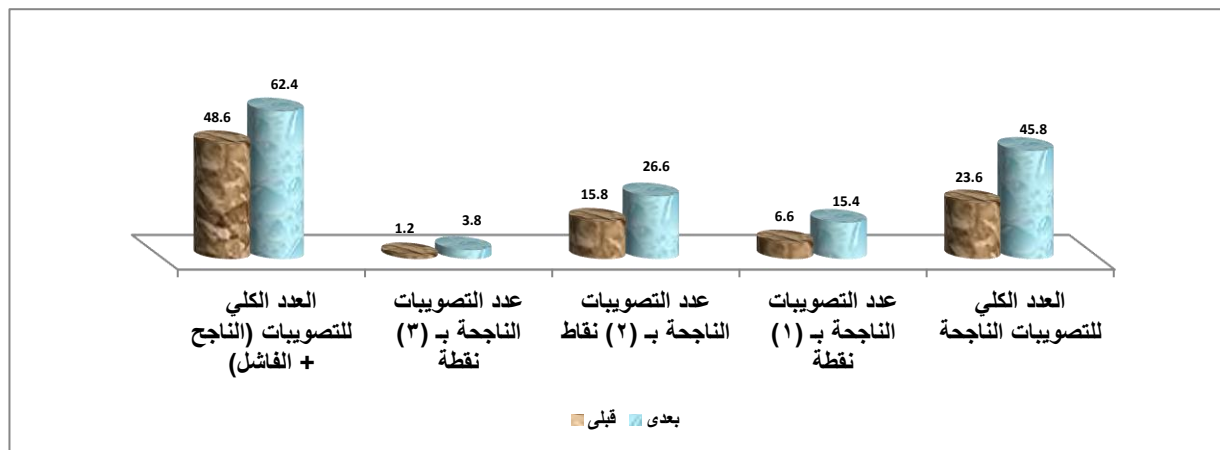 62.4
48.6
3.8
1.2
26.6
15.8
15.4
6.6
45.8
23.6
العدد الكلي
للتصويبات (الناجح
+ الفاشل)
عدد التصويبات
الناجحة بـ (٣)
نقطة
عدد التصويبات
الناجحة بـ (٢) نقاط
عدد التصويبات
الناجحة بـ (١)
نقطة
العدد الكلي
للتصويبات الناجحة
قبلى
بعدى